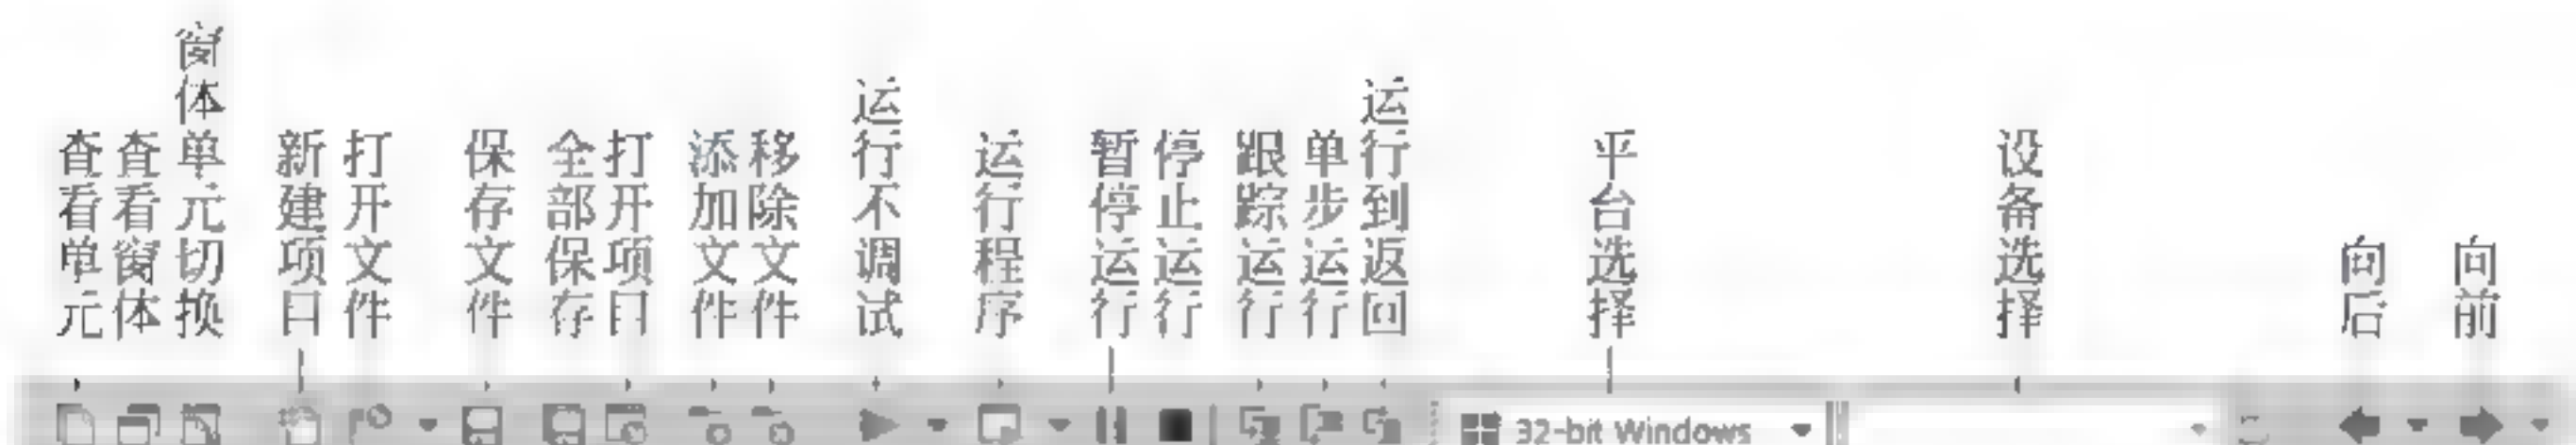 查看单元
查看窗体
窗体单元切换
新建项目
打开文件
保存文件
全部保存
打开项目
添加文件
移除文件
运行不调试
运行程序
暂停运行
停止运行
跟踪运行
单步运行
运行到返回
平台选择
设备选择
向后
向前
32-bit Windows